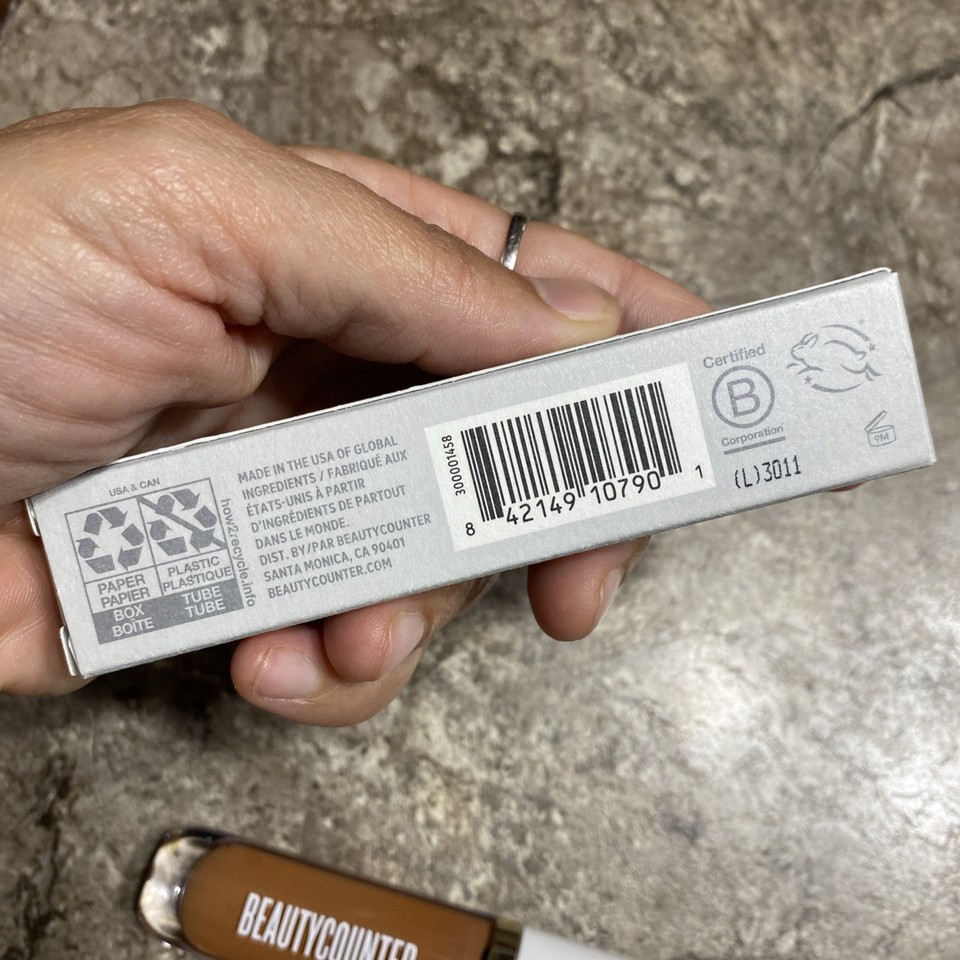 USA & CAN
PAPER
PAPIER
BOX
BOÎTE
PLASTIC
PLASTIQUE
TUBE
TUBE
how2recycle.info
MADE IN THE USA OF GLOBAL
INGREDIENTS / FABRIQUÉ AUX
ÉTATS-UNIS À PARTIR
D'INGRÉDIENTS DE PARTOUT
DANS LE MONDE.
DIST. BY/PAR BEAUTYCOUNTER
SANTA MONICA, CA 90401
BEAUTYCOUNTER.COM
300001458
8 42149 10790 1
Certified
B
Corporation
(L)3011
9M
BEAUTYCOUNTER